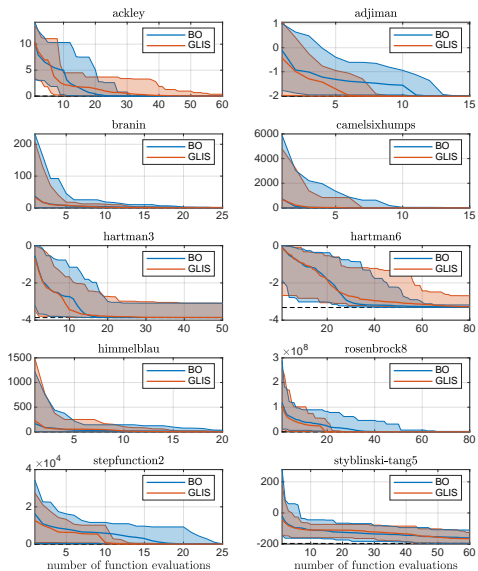 ackley
BO
GLIS
10
5
0
10 20 30 40 50 60
adjiman
BO
GLIS
1
0
-1
-2
5 10 15
branin
BO
GLIS
200
100
0
5 10 15 20 25
camelsixhumps
BO
GLIS
6000
4000
2000
0
5 10 15
hartman3
BO
GLIS
0
-2
-4
10 20 30 40 50
hartman6
BO
GLIS
0
-2
-4
20 40 60 80
himmelblau
BO
GLIS
1500
1000
500
0
5 10 15 20
rosenbrock8
×10^8
BO
GLIS
3
2
1
0
20 40 60 80
stepfunction2
×10^4
BO
GLIS
4
2
0
5 10 15 20 25
number of function evaluations
styblinski-tang5
BO
GLIS
200
0
-200
10 20 30 40 50 60
number of function evaluations